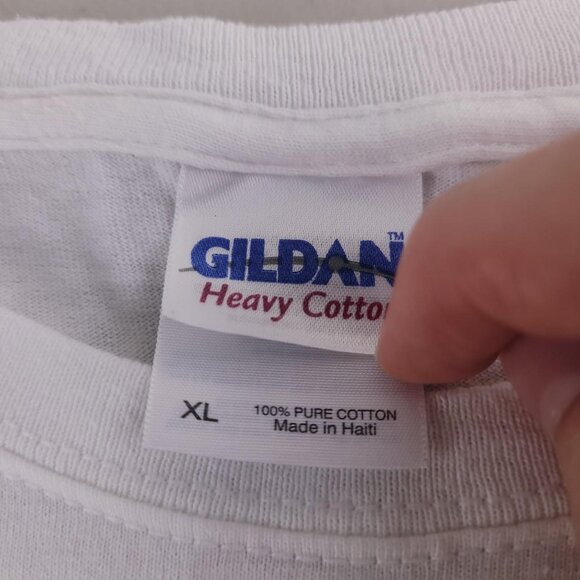 GILDAN™
Heavy Cotto
XL
100% PURE COTTON
Made in Haiti